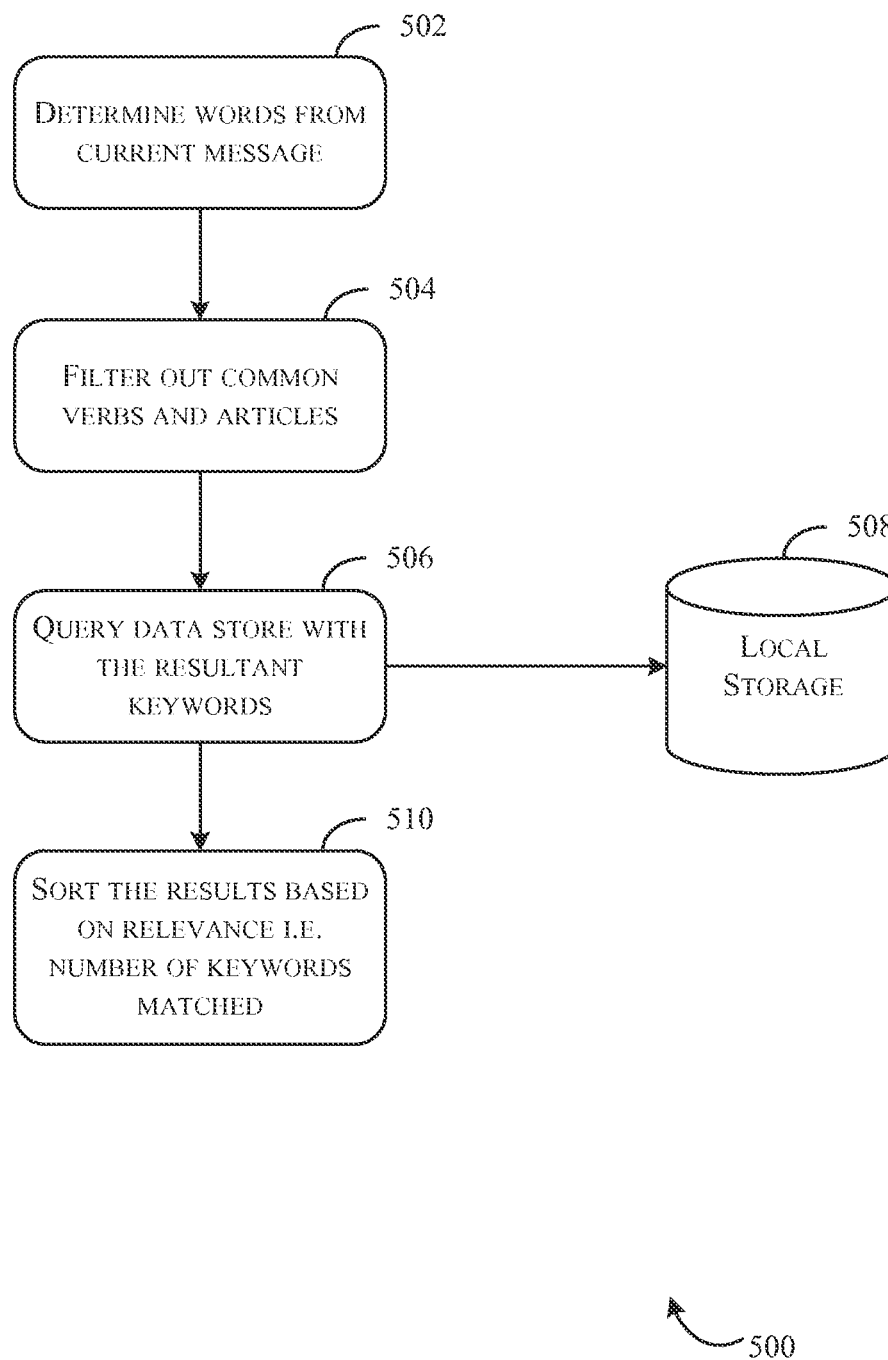 502
DETERMINE WORDS FROM
CURRENT MESSAGE
504
FILTER OUT COMMON
VERBS AND ARTICLES
506
QUERY DATA STORE WITH
THE RESULTANT
KEYWORDS
508
LOCAL
STORAGE
510
SORT THE RESULTS BASED
ON RELEVANCE I.E.
NUMBER OF KEYWORDS
MATCHED
500